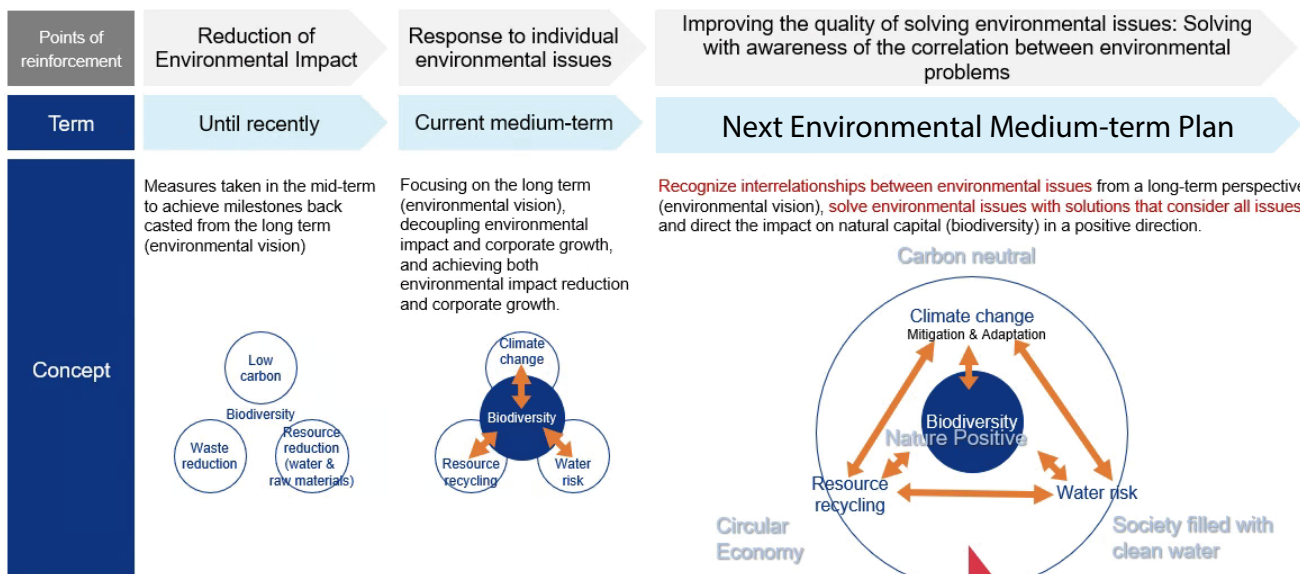 Points of
reinforcement
Reduction of
Environmental Impact
Response to individual
environmental issues
Improving the quality of solving environmental issues: Solving
with awareness of the correlation between environmental
problems
Term
Until recently
Current medium-term
Next Environmental Medium-term Plan
Concept
Measures taken in the mid-term
to achieve milestones back
casted from the long term
(environmental vision)
Low
carbon
Biodiversity
Waste
reduction
Resource
reduction
(water &
raw materials)
Focusing on the long term
(environmental vision),
decoupling environmental
impact and corporate growth,
and achieving both
environmental impact reduction
and corporate growth.
Climate
change
Biodiversity
Resource
recycling
Water
risk
Recognize interrelationships between environmental issues from a long-term perspective
(environmental vision), solve environmental issues with solutions that consider all issues
and direct the impact on natural capital (biodiversity) in a positive direction.
Carbon neutral
Climate change
Mitigation & Adaptation
Biodiversity
Nature Positive
Resource
recycling
Water risk
Circular
Economy
Society filled with
clean water